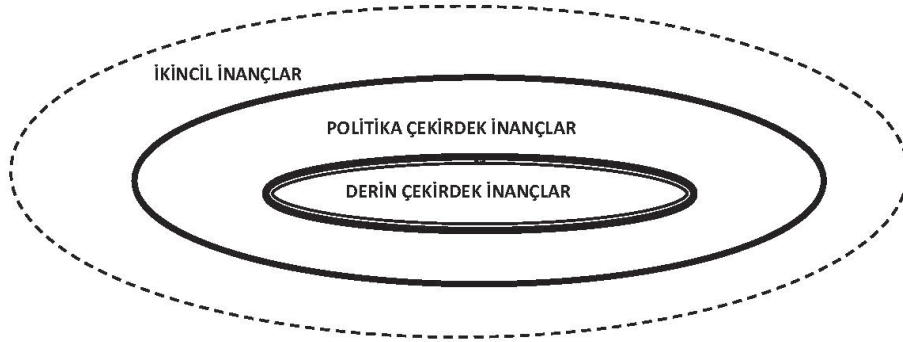 İKİNCİL İNANÇLAR
POLİTİKA ÇEKİRDEK İNANÇLAR
DERİN ÇEKİRDEK İNANÇLAR